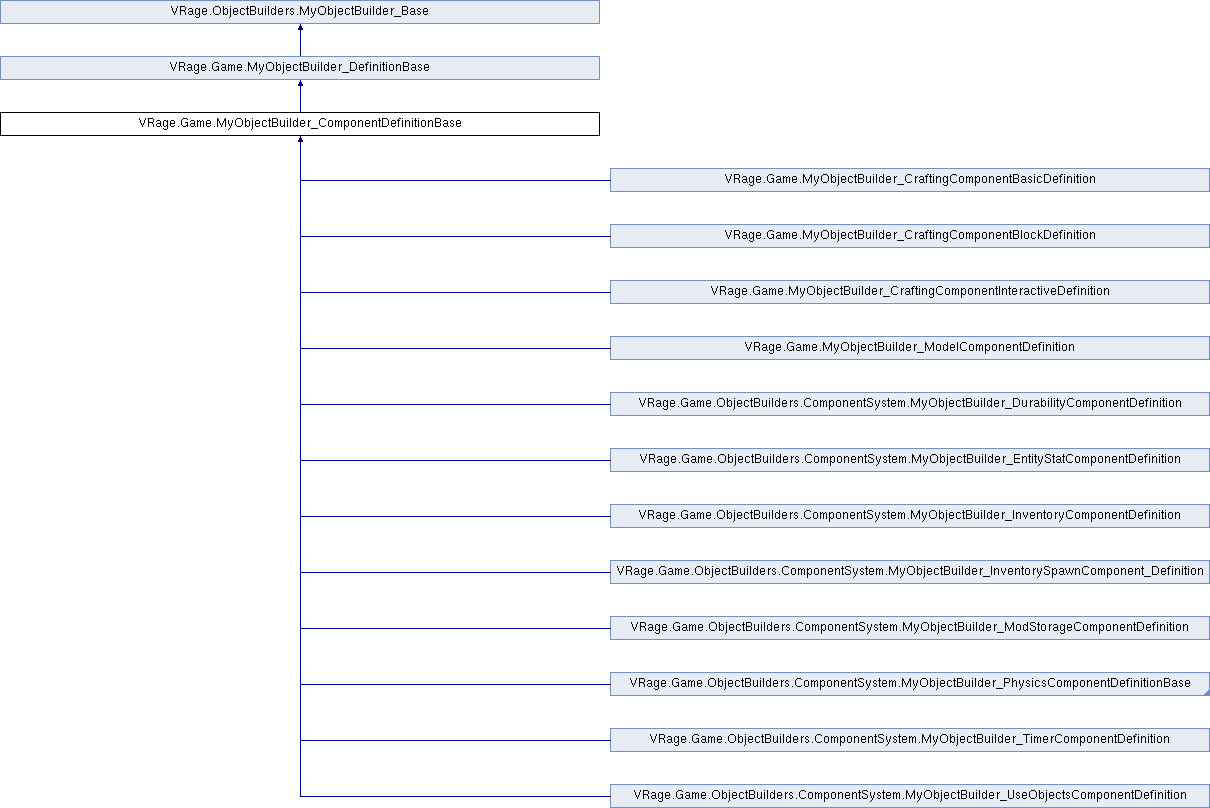 VRage.ObjectBuilders.MyObjectBuilder_Base
VRage.Game.MyObjectBuilder_DefinitionBase
VRage.Game.MyObjectBuilder_ComponentDefinitionBase
VRage.Game.MyObjectBuilder_CraftingComponentBasicDefinition
VRage.Game.MyObjectBuilder_CraftingComponentBlockDefinition
VRage.Game.MyObjectBuilder_CraftingComponentInteractiveDefinition
VRage.Game.MyObjectBuilder_ModelComponentDefinition
VRage.Game.ObjectBuilders.ComponentSystem.MyObjectBuilder_DurabilityComponentDefinition
VRage.Game.ObjectBuilders.ComponentSystem.MyObjectBuilder_EntityStatComponentDefinition
VRage.Game.ObjectBuilders.ComponentSystem.MyObjectBuilder_InventoryComponentDefinition
VRage.Game.ObjectBuilders.ComponentSystem.MyObjectBuilder_InventorySpawnComponent_Definition
VRage.Game.ObjectBuilders.ComponentSystem.MyObjectBuilder_ModStorageComponentDefinition
VRage.Game.ObjectBuilders.ComponentSystem.MyObjectBuilder_PhysicsComponentDefinitionBase
VRage.Game.ObjectBuilders.ComponentSystem.MyObjectBuilder_TimerComponentDefinition
VRage.Game.ObjectBuilders.ComponentSystem.MyObjectBuilder_UseObjectsComponentDefinition